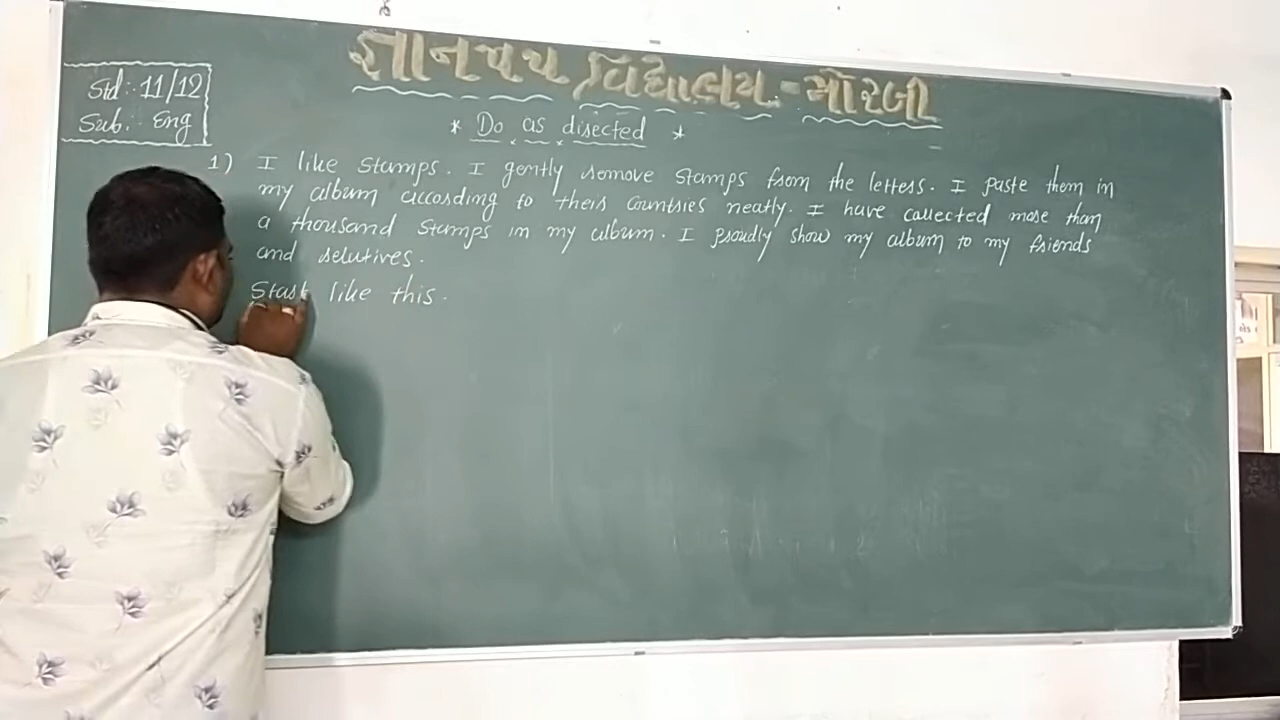 જ્ઞાનપથ વિદ્યાલય - મોરબી
Std : 11/12
Sub. : Eng
* Do as directed *
1) I like stamps. I gently remove stamps from the letters. I paste them in
my album according to their countries neatly. I have collected more than
a thousand stamps in my album. I proudly show my album to my friends
and relatives.
Start like this.